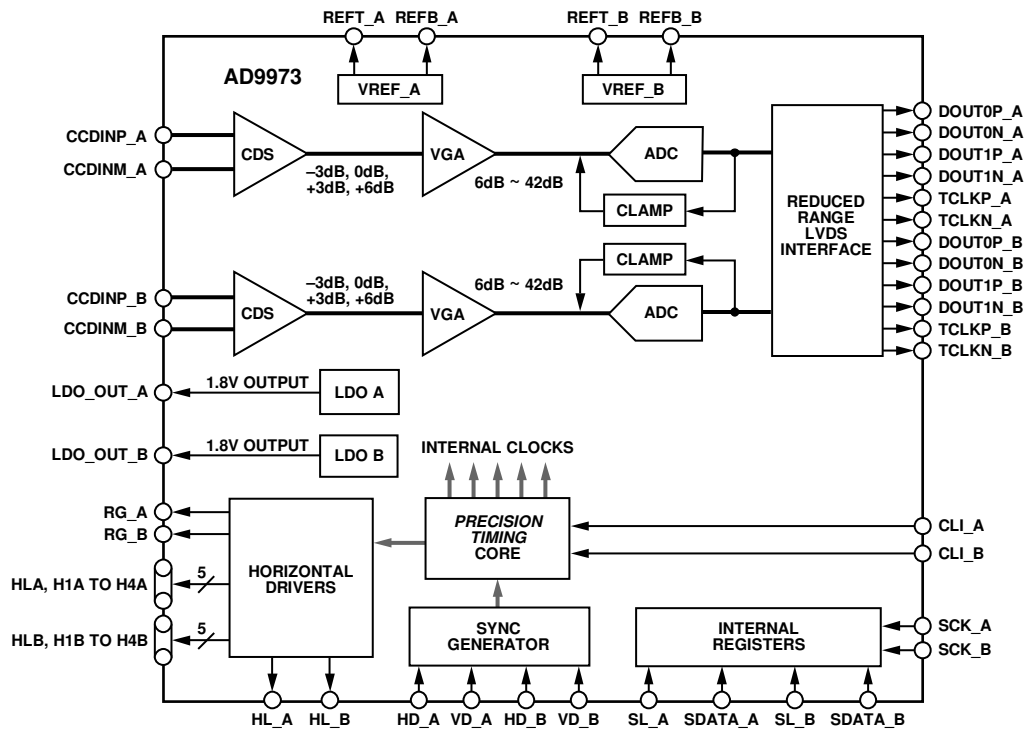 REFT_A REFB_A REFT_B REFB_B
AD9973
VREF_A
VREF_B
CCDINP_A
CCDINM_A
CDS
–3dB, 0dB,
+3dB, +6dB
VGA
6dB ~ 42dB
ADC
CLAMP
REDUCED
RANGE
LVDS
INTERFACE
DOUT0P_A
DOUT0N_A
DOUT1P_A
DOUT1N_A
TCLKP_A
TCLKN_A
DOUT0P_B
DOUT0N_B
DOUT1P_B
DOUT1N_B
TCLKP_B
TCLKN_B
CCDINP_B
CCDINM_B
CDS
–3dB, 0dB,
+3dB, +6dB
VGA
6dB ~ 42dB
CLAMP
ADC
LDO_OUT_A
1.8V OUTPUT
LDO A
LDO_OUT_B
1.8V OUTPUT
LDO B
INTERNAL CLOCKS
RG_A
RG_B
HLA, H1A TO H4A
5
HLB, H1B TO H4B
5
HORIZONTAL
DRIVERS
PRECISION
TIMING
CORE
CLI_A
CLI_B
SYNC
GENERATOR
INTERNAL
REGISTERS
SCK_A
SCK_B
HL_A HL_B HD_A VD_A HD_B VD_B SL_A SDATA_A SL_B SDATA_B